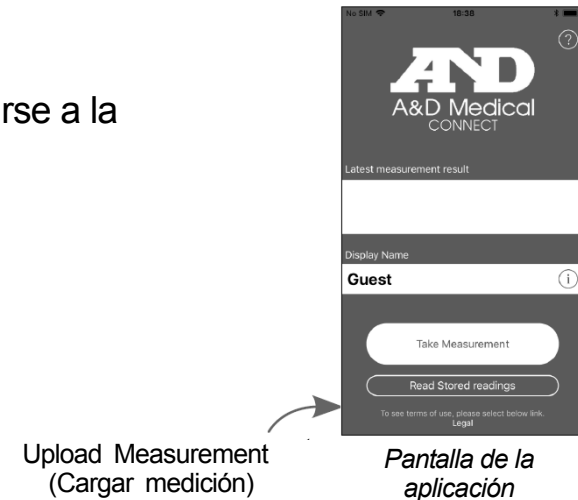 rse a la
No SIM 18:38
?
AND
A&D Medical
CONNECT
Latest measurement result
Display Name
Guest i
Take Measurement
Read Stored readings
To see terms of use, please select below link.
Legal
Upload Measurement
(Cargar medición)
Pantalla de la
aplicación